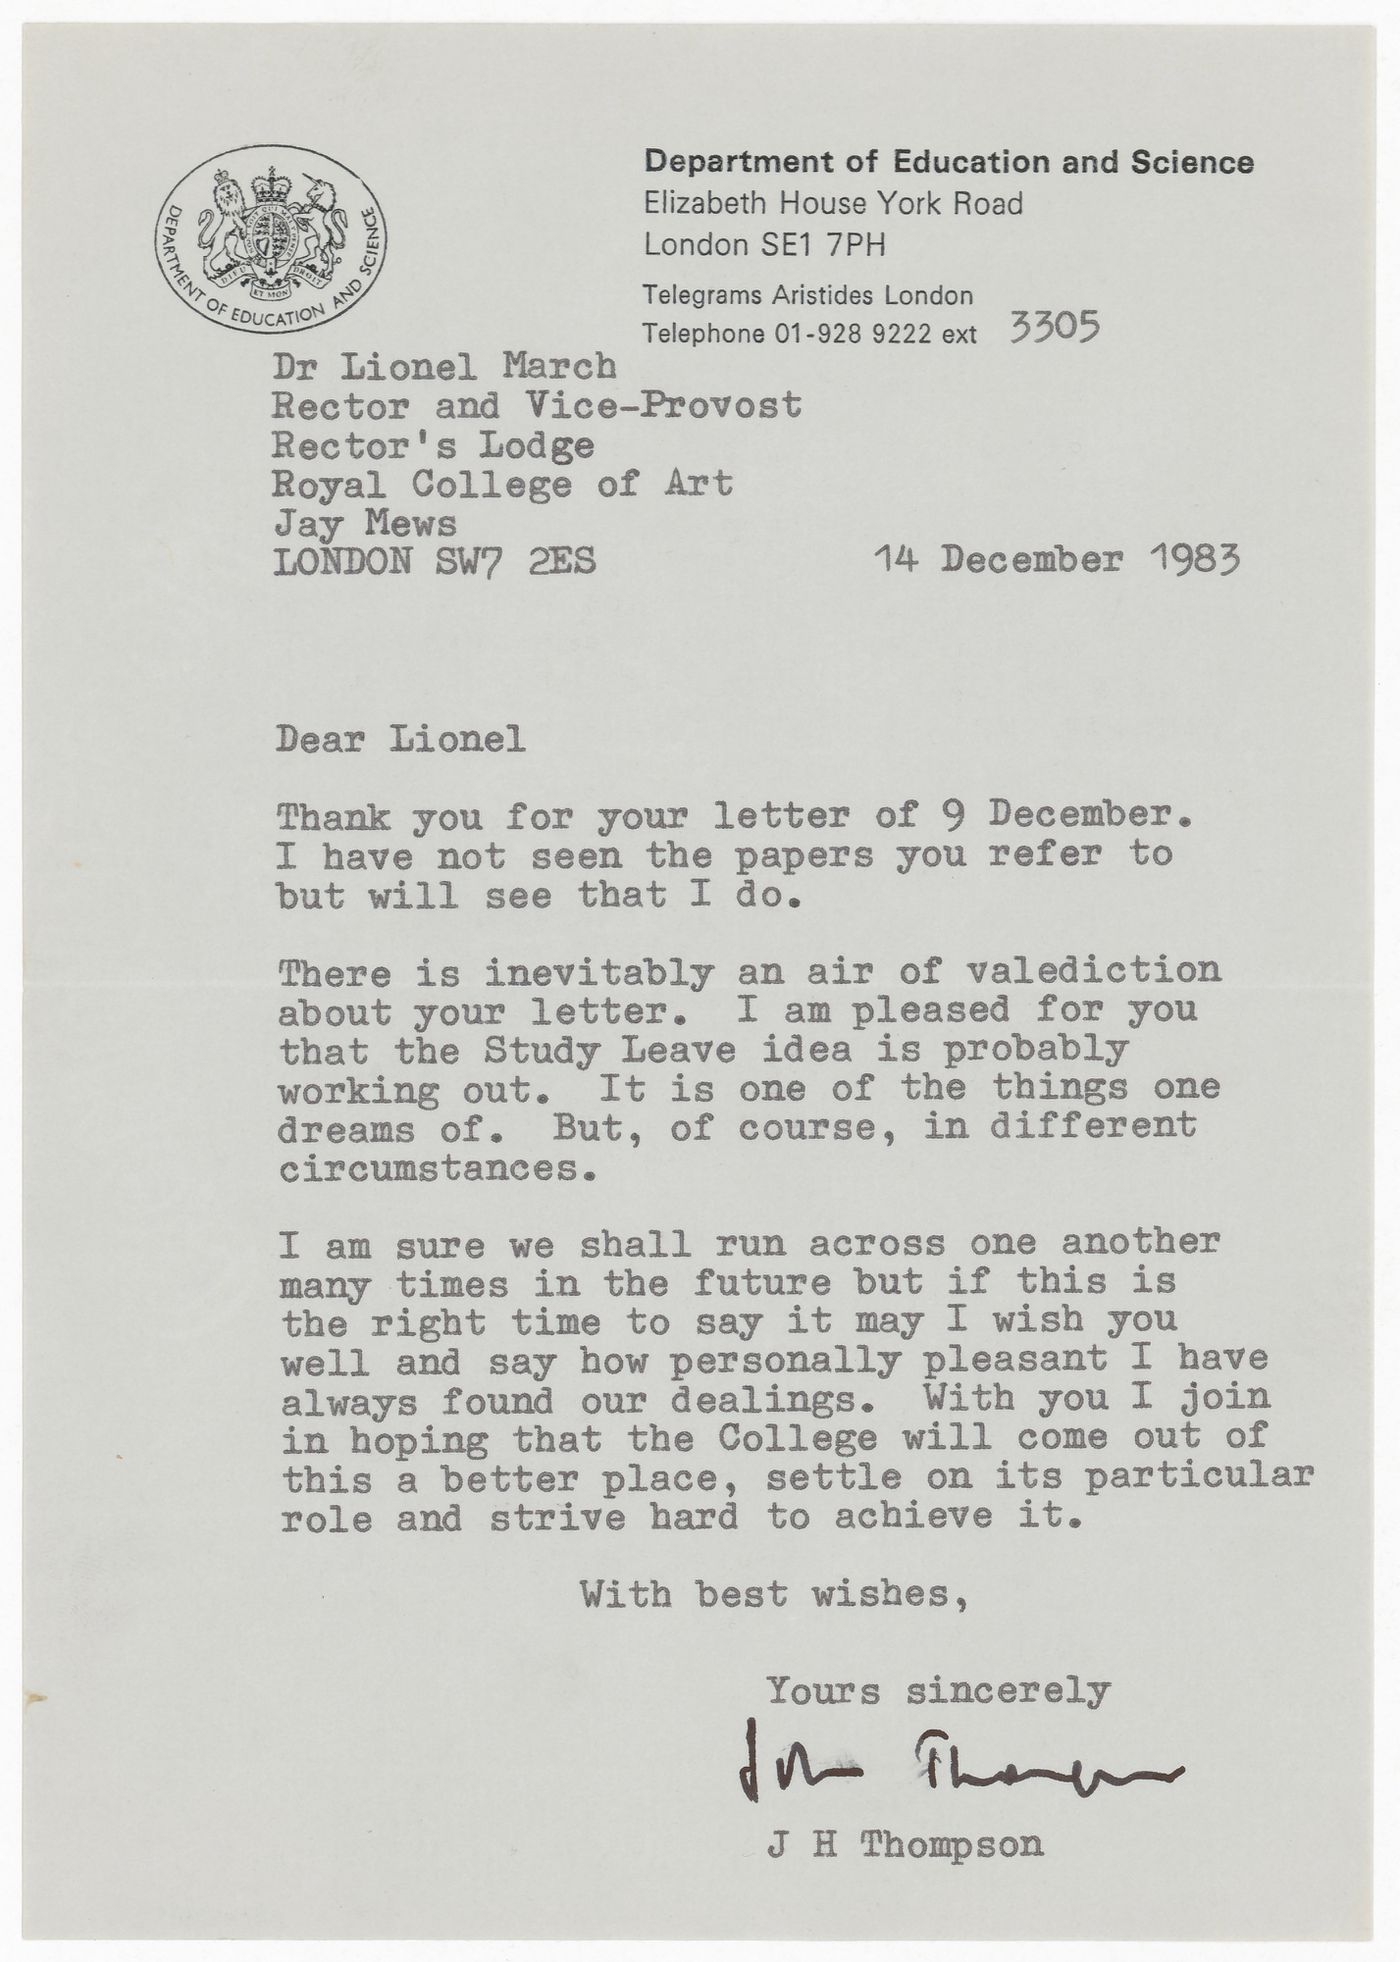 Department of Education and Science
Elizabeth House York Road
London SE1 7PH
Telegrams Aristides London
Telephone 01-928 9222 ext 3305
DEPARTMENT OF EDUCATION AND SCIENCE
DIEU ET MON DROIT
Dr Lionel March
Rector and Vice-Provost
Rector's Lodge
Royal College of Art
Jay Mews
LONDON SW7 2ES 14 December 1983
Dear Lionel
Thank you for your letter of 9 December.
I have not seen the papers you refer to
but will see that I do.
There is inevitably an air of valediction
about your letter. I am pleased for you
that the Study Leave idea is probably
working out. It is one of the things one
dreams of. But, of course, in different
circumstances.
I am sure we shall run across one another
many times in the future but if this is
the right time to say it may I wish you
well and say how personally pleasant I have
always found our dealings. With you I join
in hoping that the College will come out of
this a better place, settle on its particular
role and strive hard to achieve it.
With best wishes,
Yours sincerely
John Thompson
J H Thompson